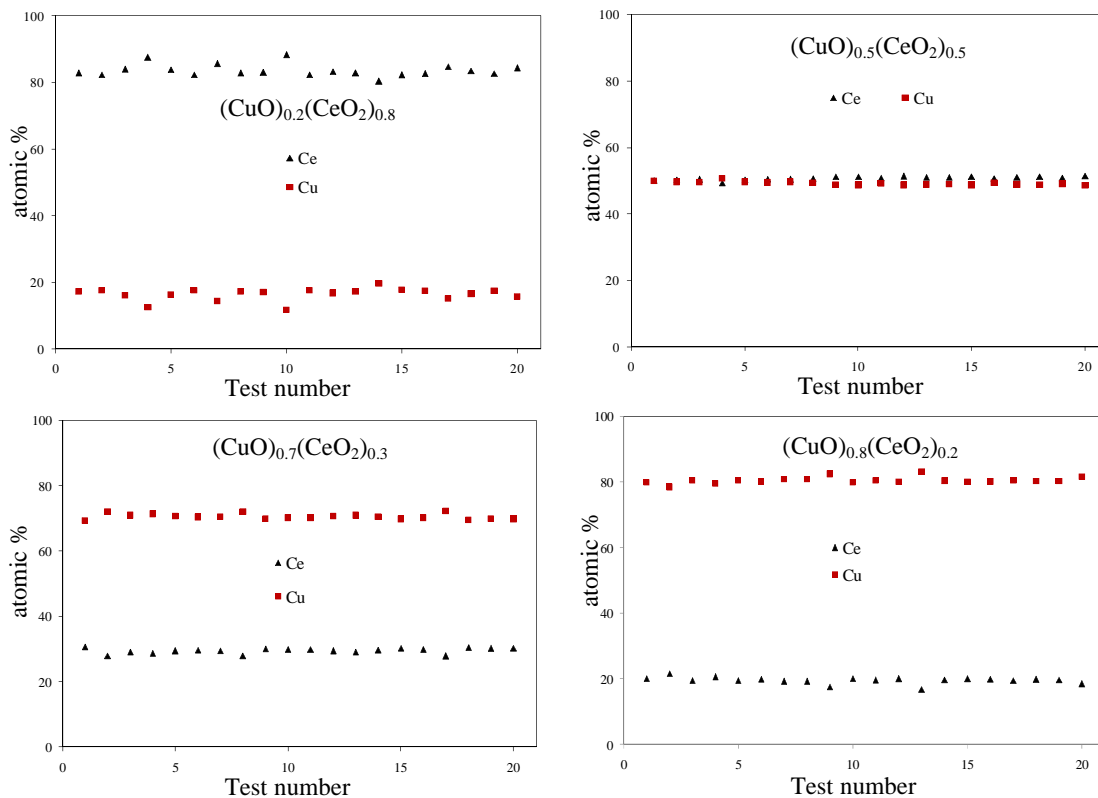 100
80
60
40
20
0
atomic %
(CuO)0.2(CeO2)0.8
Ce
Cu
0 5 10 15 20
Test number
100
80
60
40
20
0
atomic %
(CuO)0.5(CeO2)0.5
Ce Cu
0 5 10 15 20
Test number
100
80
60
40
20
0
atomic %
(CuO)0.7(CeO2)0.3
Ce
Cu
0 5 10 15 20
Test number
100
80
60
40
20
0
atomic %
(CuO)0.8(CeO2)0.2
Ce
Cu
0 5 10 15 20
Test number